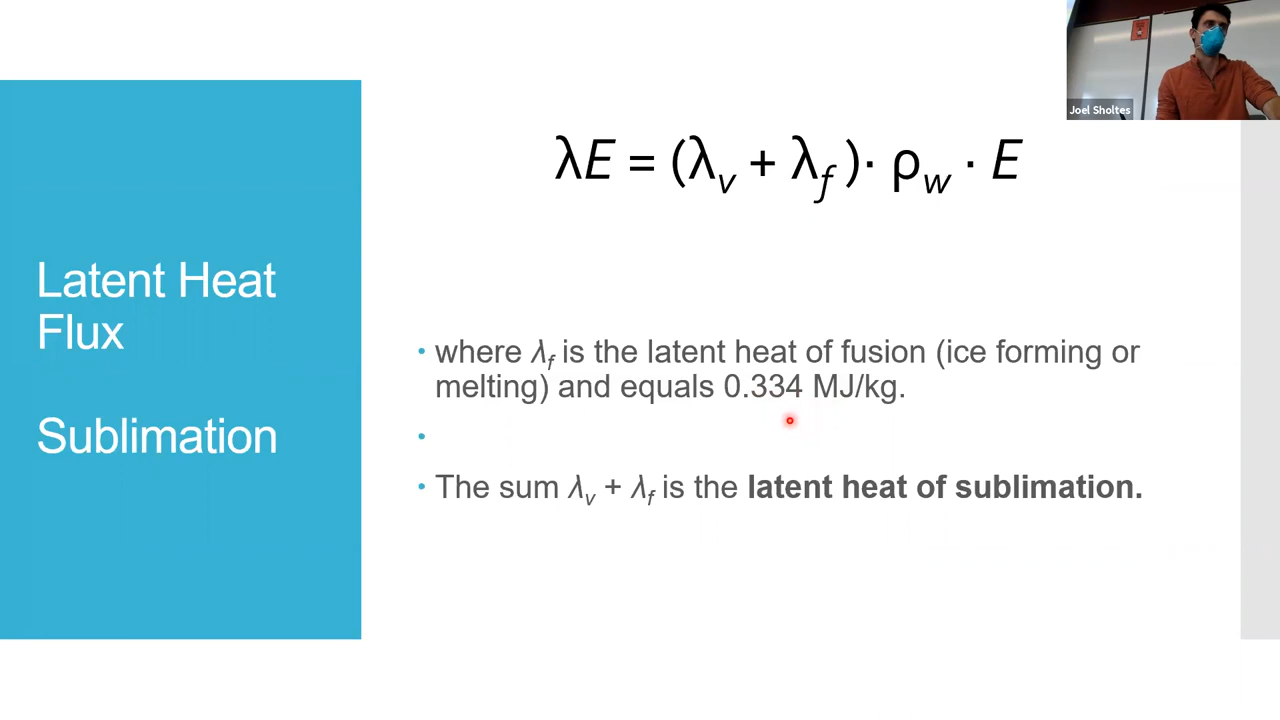 Joel Sholtes
λE = (λv + λf )· ρw · E
Latent Heat
Flux
Sublimation
• where λf is the latent heat of fusion (ice forming or
melting) and equals 0.334 MJ/kg.
•
• The sum λv + λf is the latent heat of sublimation.